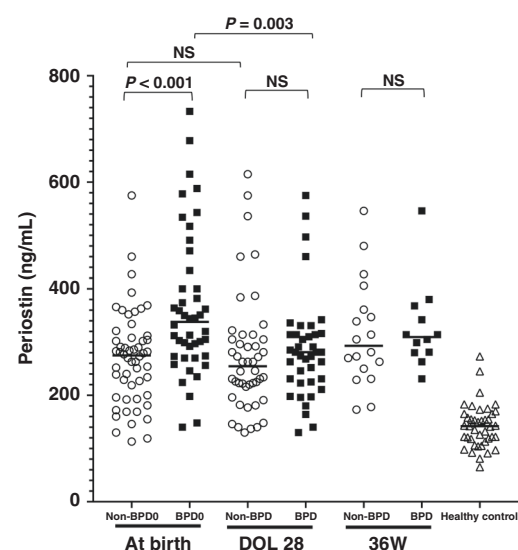 P = 0.003
NS
P < 0.001
NS
NS
800
600
400
200
0
Periostin (ng/mL)
Non-BPD0 BPD0 Non-BPD BPD Non-BPD BPD Healthy control
At birth DOL 28 36W